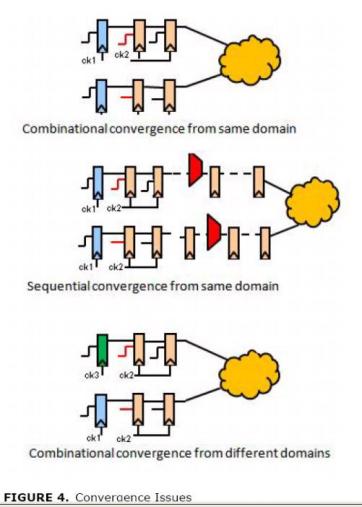 ck1 ck2
Combinational convergence from same domain
ck1 ck2
ck1 ck2
Sequential convergence from same domain
ck3 ck2
ck1 ck2
Combinational convergence from different domains
FIGURE 4. Convergence Issues